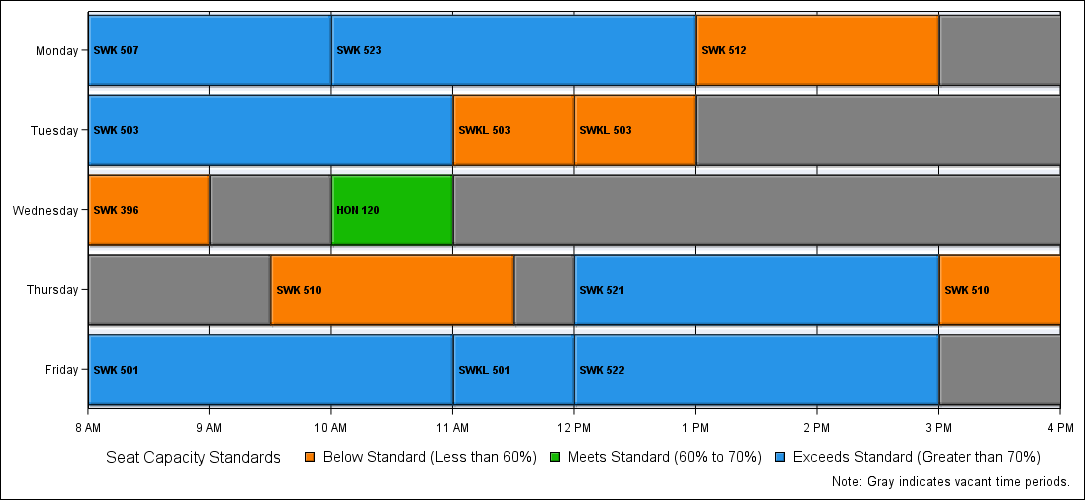 Monday SWK 507 SWK 523 SWK 512
Tuesday SWK 503 SWKL 503 SWKL 503
Wednesday SWK 396 HON 120
Thursday SWK 510 SWK 521 SWK 510
Friday SWK 501 SWKL 501 SWK 522
8 AM 9 AM 10 AM 11 AM 12 PM 1 PM 2 PM 3 PM 4 PM
Seat Capacity Standards Below Standard (Less than 60%) Meets Standard (60% to 70%) Exceeds Standard (Greater than 70%)
Note: Gray indicates vacant time periods.